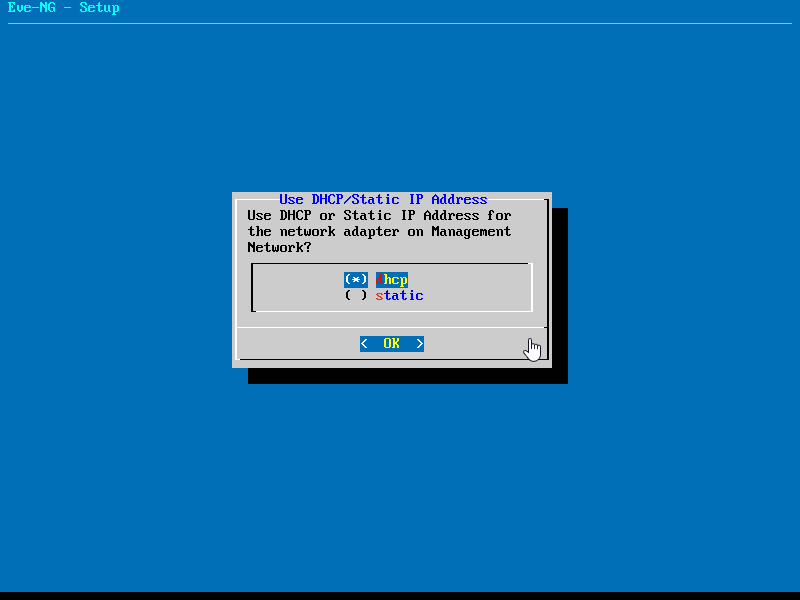 Eve-NG - Setup
Use DHCP/Static IP Address
Use DHCP or Static IP Address for
the network adapter on Management
Network?
(*) dhcp
( ) static
<  OK  >